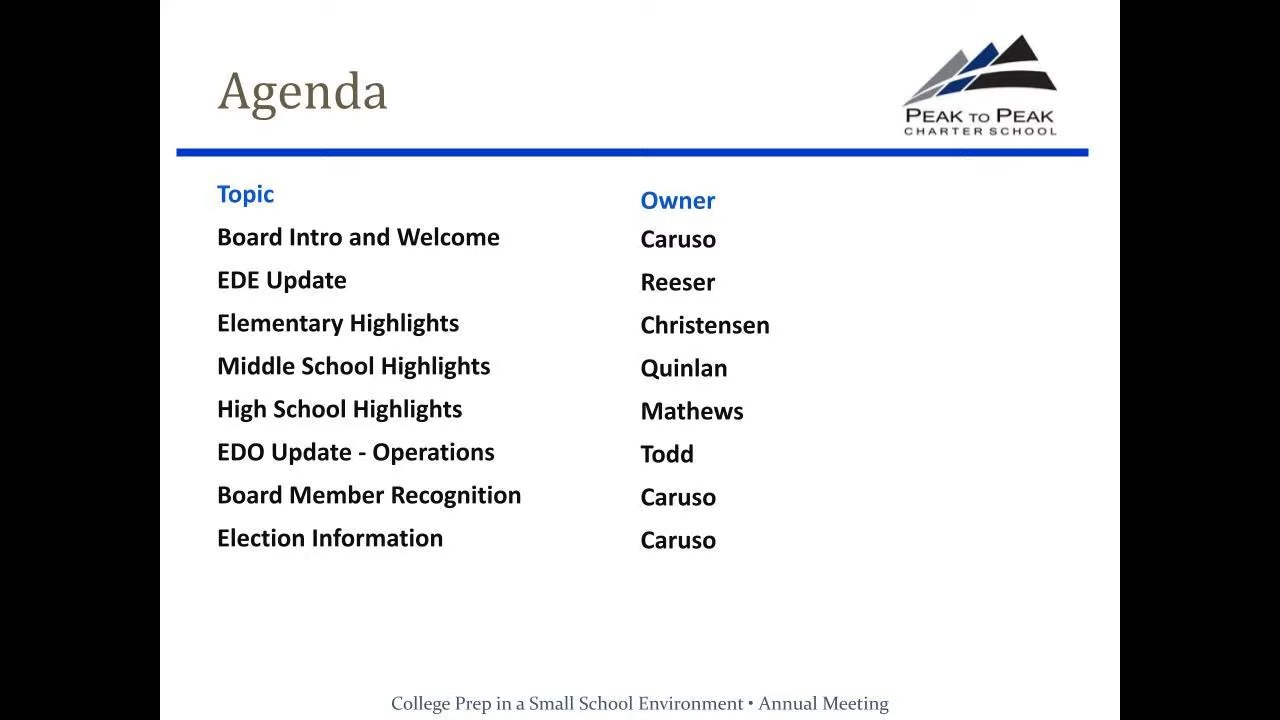 Agenda
PEAK TO PEAK
CHARTER SCHOOL
Topic Owner
Board Intro and Welcome Caruso
EDE Update Reeser
Elementary Highlights Christensen
Middle School Highlights Quinlan
High School Highlights Mathews
EDO Update - Operations Todd
Board Member Recognition Caruso
Election Information Caruso
College Prep in a Small School Environment • Annual Meeting